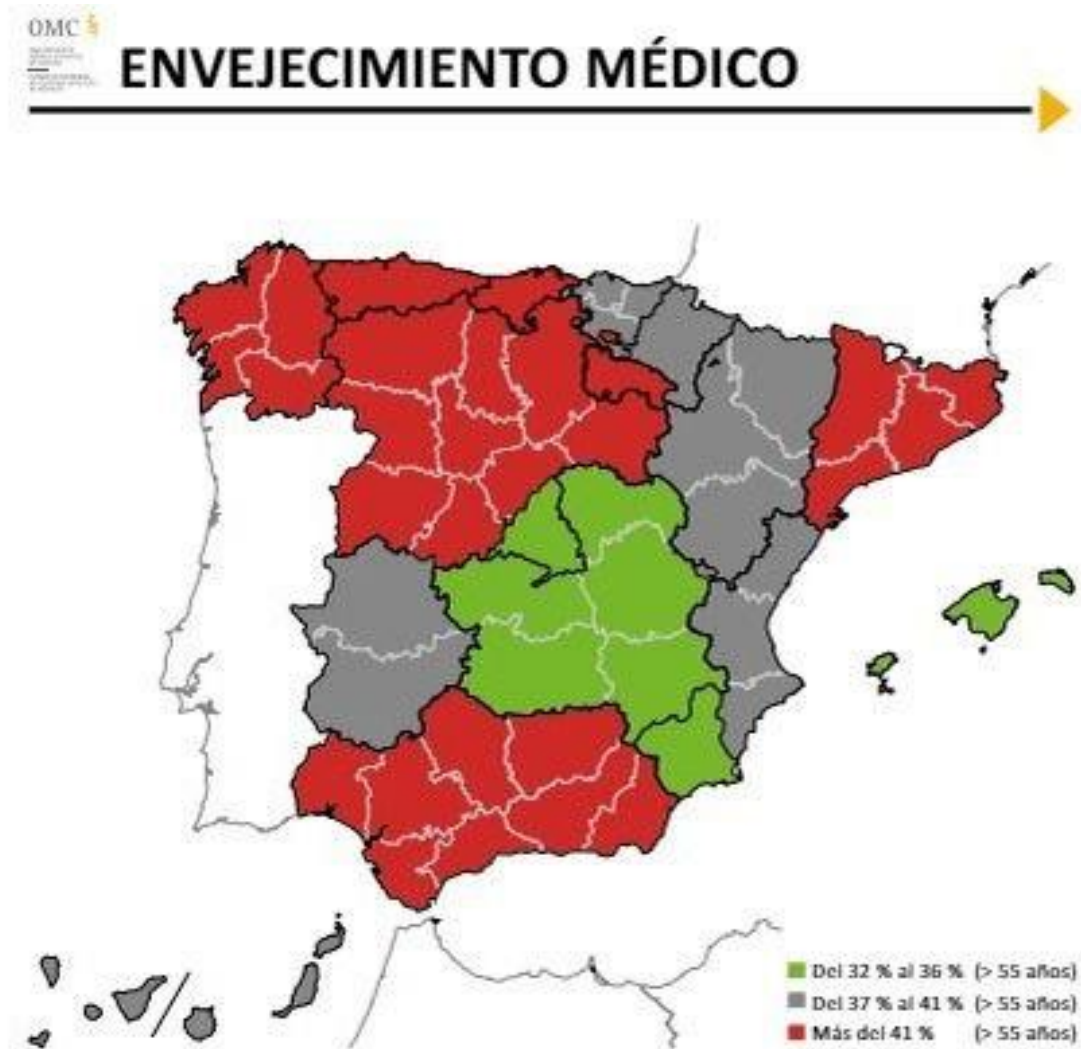 OMC
ENVEJECIMIENTO MÉDICO
Del 32 % al 36 % (> 55 años)
Del 37 % al 41 % (> 55 años)
Más del 41 % (> 55 años)